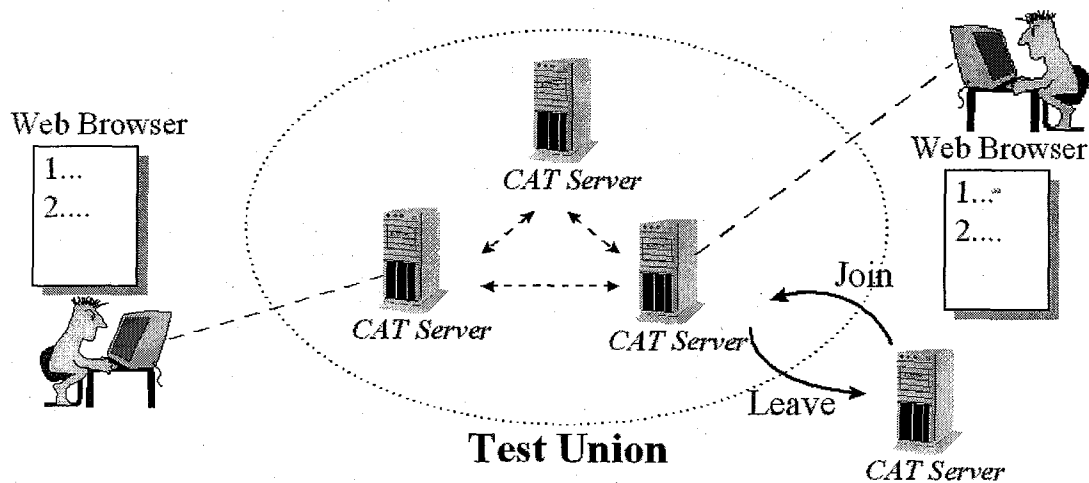 Web Browser
1...
2....
CAT Server
CAT Server
CAT Server
Web Browser
1...
2....
Join
Leave
Test Union
CAT Server